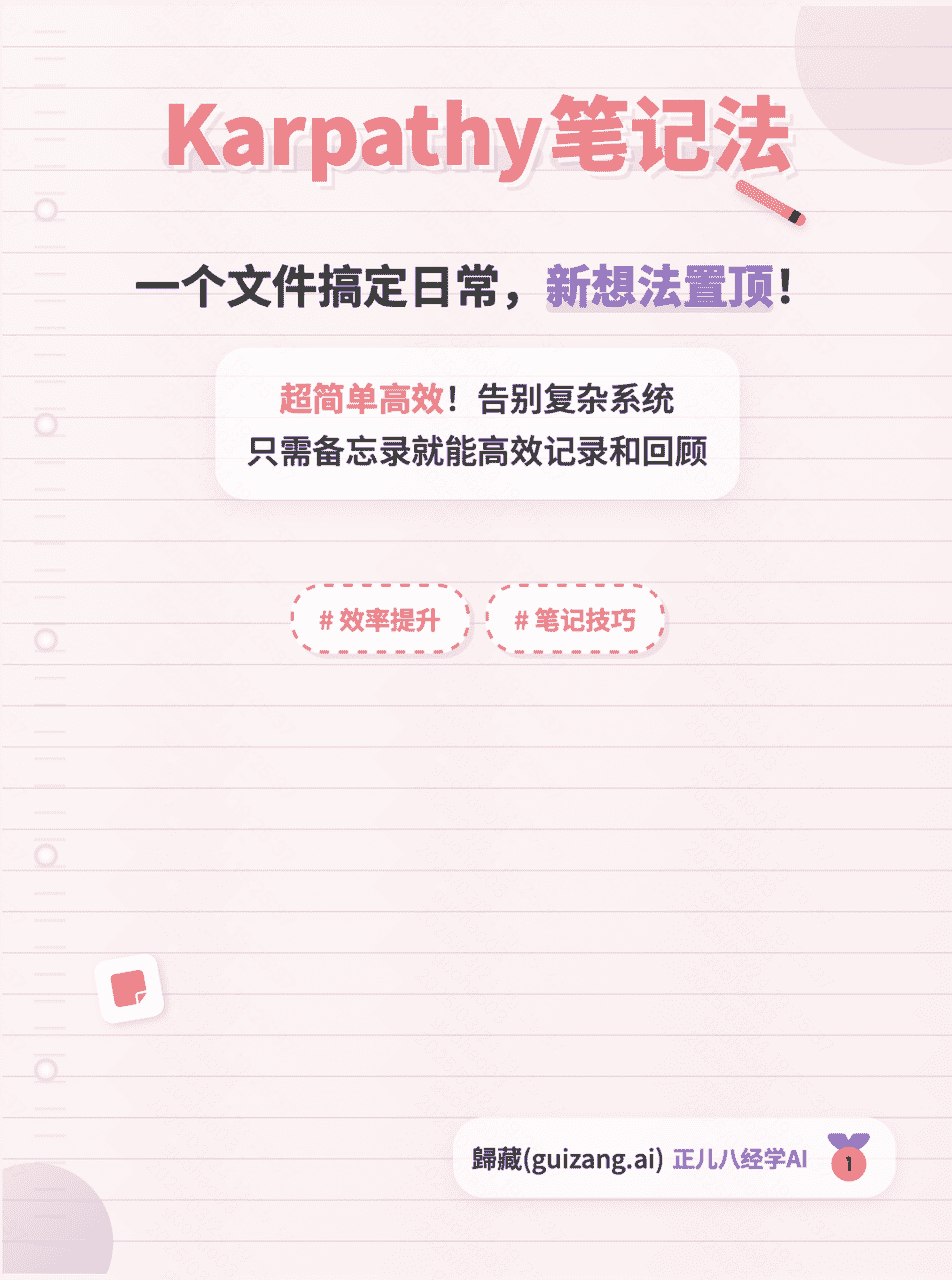 Karpathy笔记法
一个文件搞定日常，新想法置顶！
超简单高效！告别复杂系统
只需备忘录就能高效记录和回顾
# 效率提升 # 笔记技巧
歸藏(guizang.ai) 正儿八经学AI 1